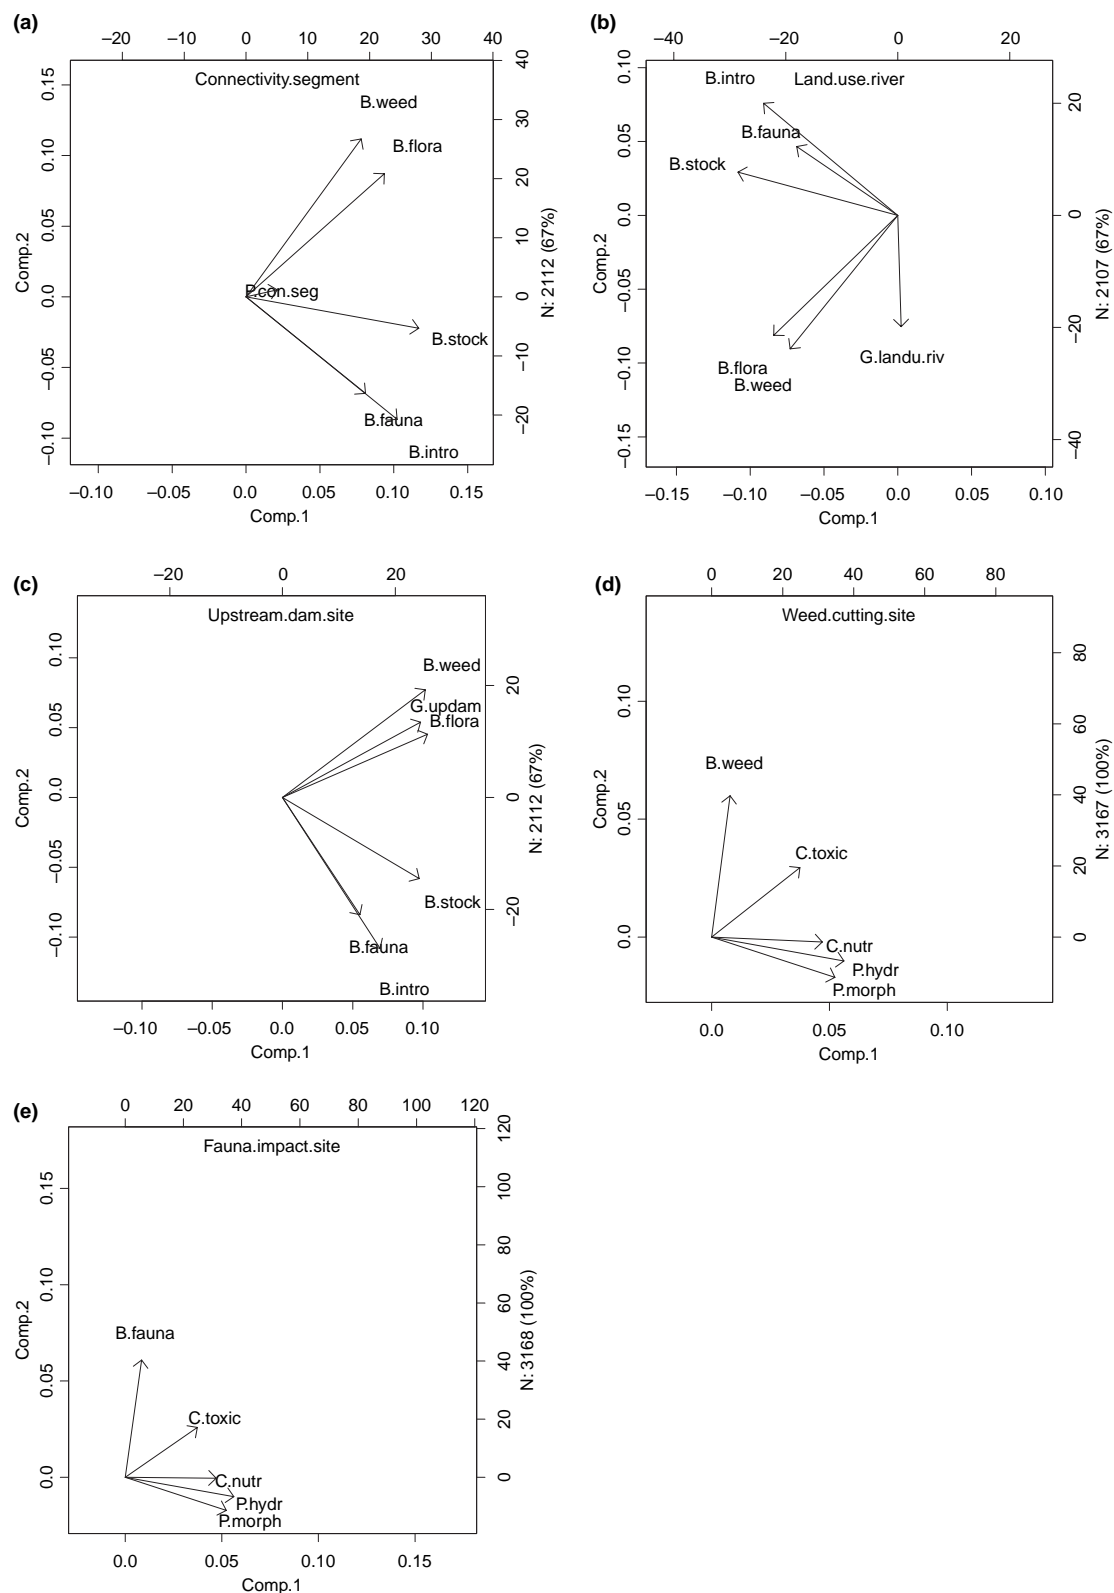 (a)
−20 −10 0 10 20 30 40
Connectivity.segment
B.weed
B.flora
P.con.seg
B.stock
B.fauna
B.intro
0.15
0.10
0.05
0.0
−0.05
−0.10
Comp.2
40
30
20
10
0
−10
−20
N: 2112 (67%)
−0.10 −0.05 0.0 0.05 0.10 0.15
Comp.1
(b)
−40 −20 0 20
B.intro Land.use.river
B.fauna
B.stock
B.flora
B.weed
G.landu.riv
0.10
0.05
0.0
−0.05
−0.10
−0.15
Comp.2
20
0
−20
−40
N: 2107 (67%)
−0.15 −0.10 −0.05 0.0 0.05 0.10
Comp.1
(c)
−20 0 20
Upstream.dam.site
B.weed
G.updam
B.flora
B.stock
B.fauna
B.intro
0.10
0.05
0.0
−0.05
−0.10
Comp.2
20
0
−20
N: 2112 (67%)
−0.10 −0.05 0.0 0.05 0.10
Comp.1
(d)
0 20 40 60 80
Weed.cutting.site
B.weed
C.toxic
C.nutr
P.hydr
P.morph
0.10
0.05
0.0
Comp.2
80
60
40
20
0
N: 3167 (100%)
0.0 0.05 0.10
Comp.1
(e)
0 20 40 60 80 100 120
Fauna.impact.site
B.fauna
C.toxic
C.nutr
P.hydr
P.morph
0.15
0.10
0.05
0.0
Comp.2
120
100
80
60
40
20
0
N: 3168 (100%)
0.0 0.05 0.10 0.15
Comp.1